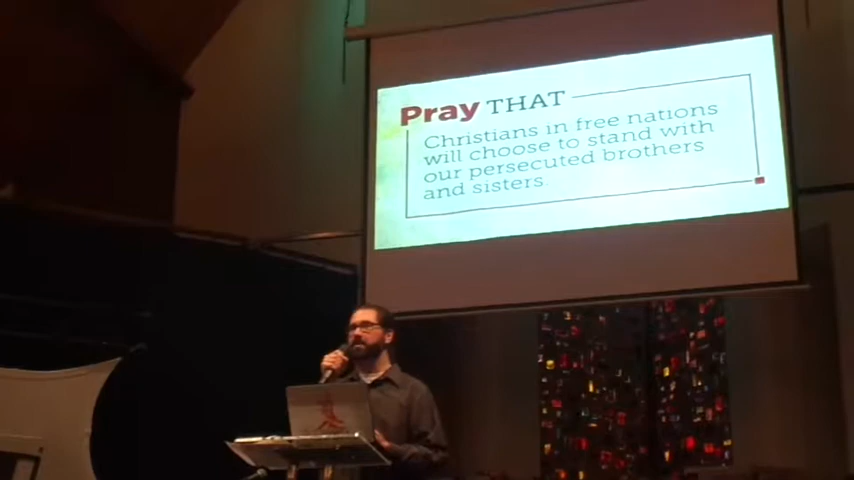 Pray THAT
Christians in free nations
will choose to stand with
our persecuted brothers
and sisters.